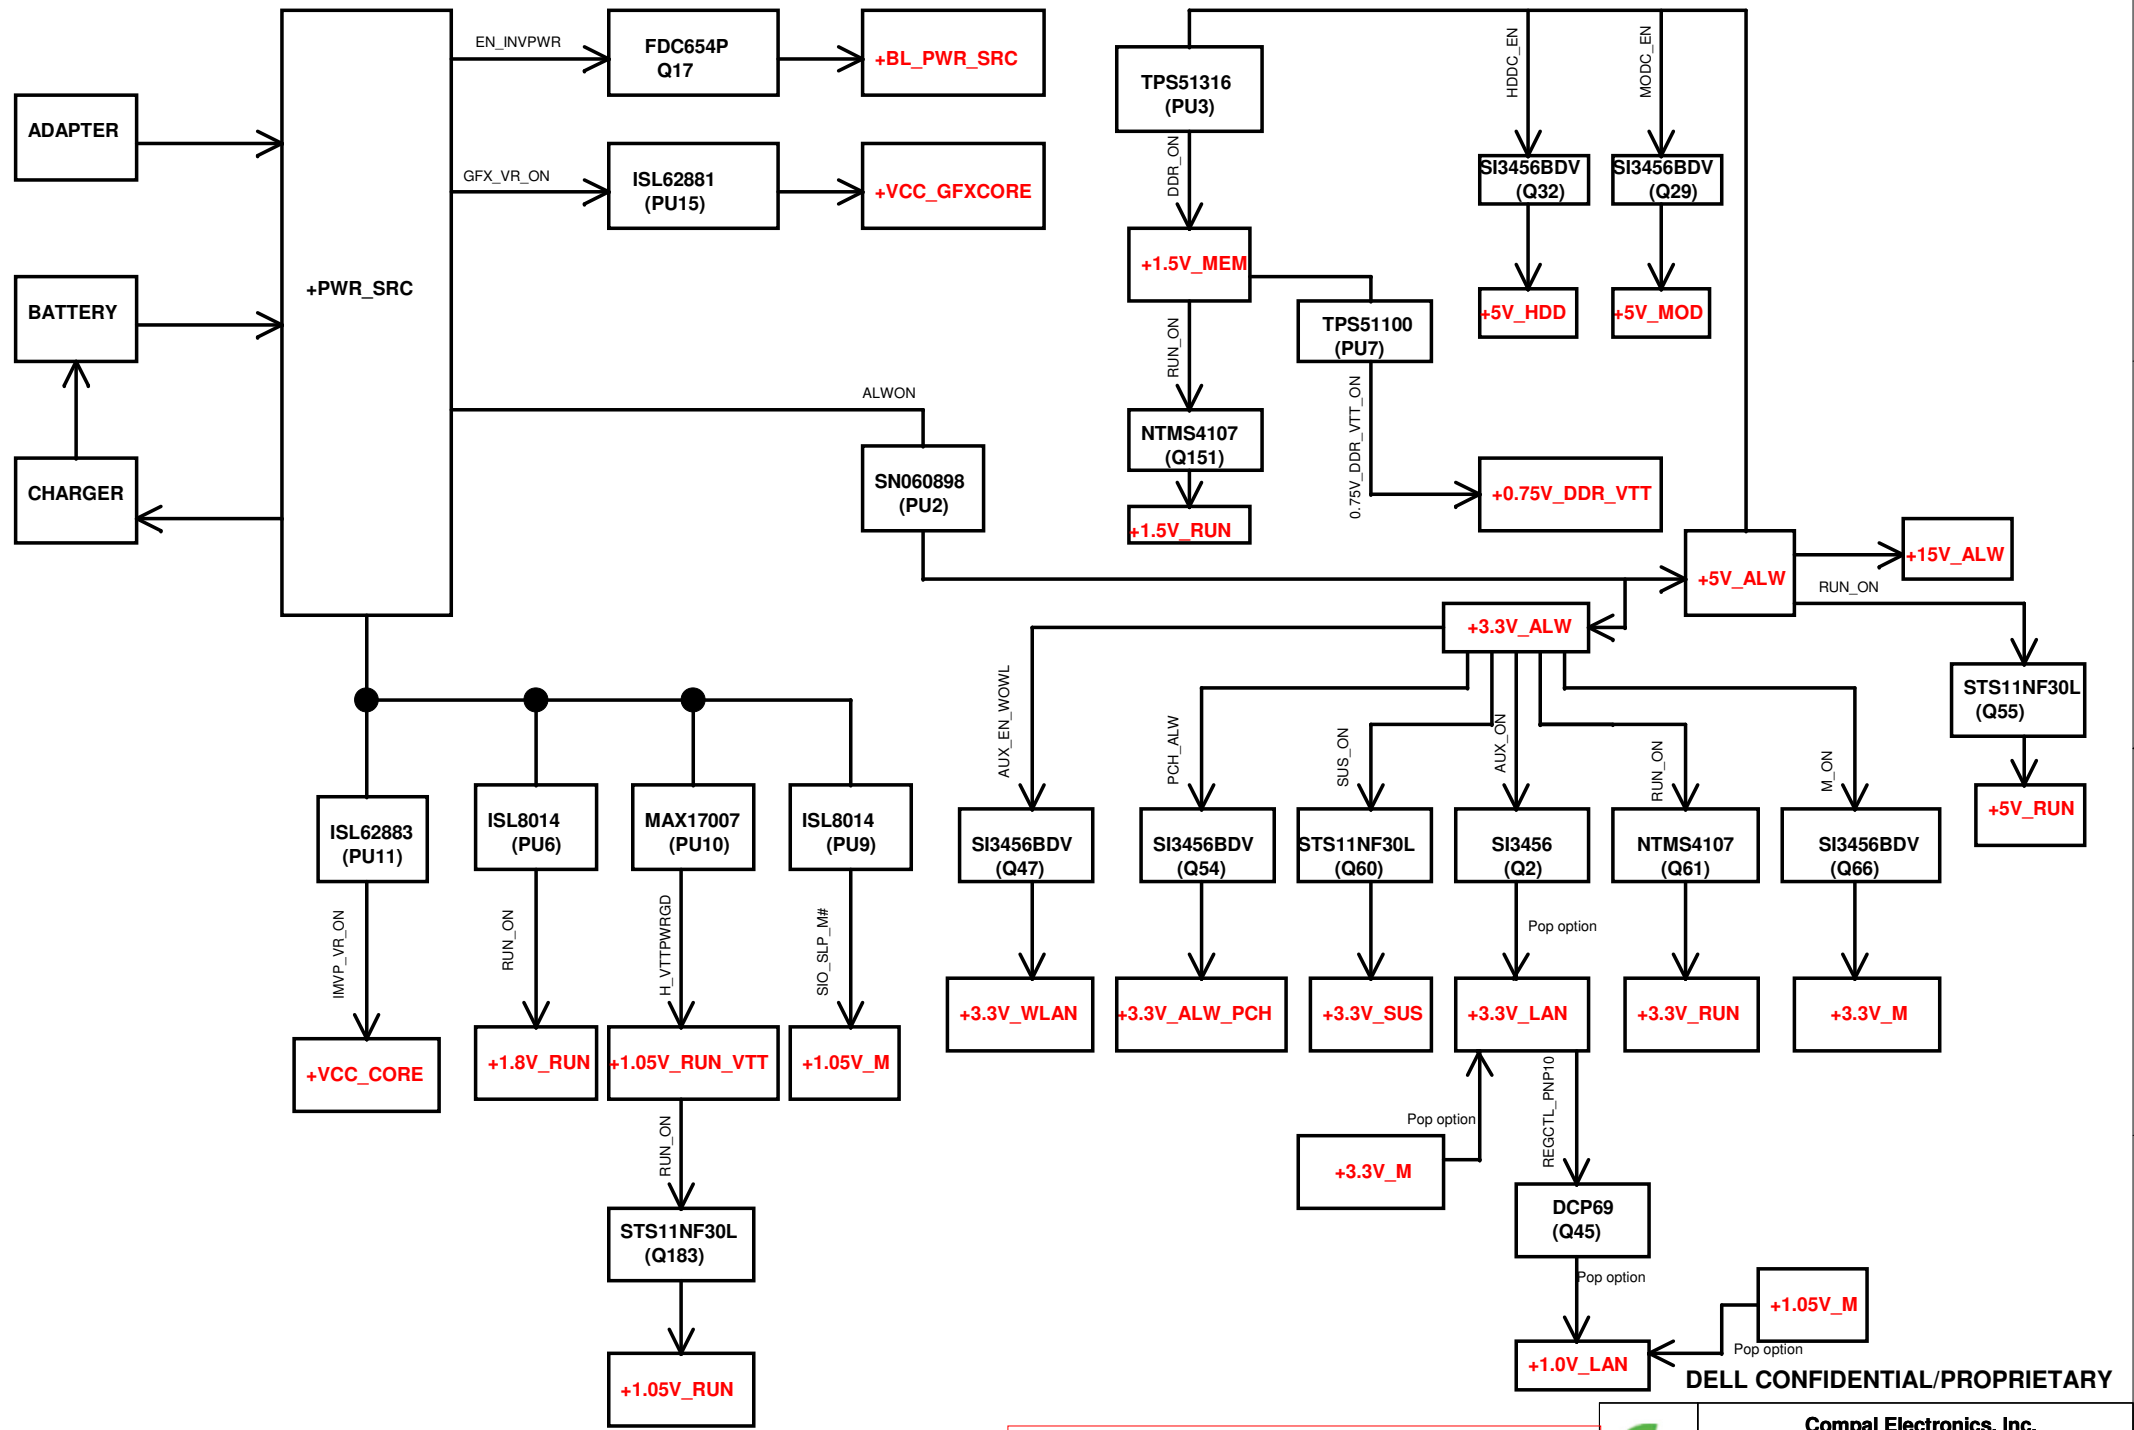 EN_INVPWR
FDC654P
Q17
+BL_PWR_SRC
ADAPTER
GFX_VR_ON
ISL62881
(PU15)
+VCC_GFXCORE
+PWR_SRC
BATTERY
CHARGER
ALWON
SN060898
(PU2)
TPS51316
(PU3)
DDR_ON
+1.5V_MEM
RUN_ON
NTMS4107
(Q151)
+1.5V_RUN
TPS51100
(PU7)
0.75V_DDR_VTT_ON
+0.75V_DDR_VTT
HDDC_EN
SI3456BDV
(Q32)
+5V_HDD
MODC_EN
SI3456BDV
(Q29)
+5V_MOD
+5V_ALW
+15V_ALW
RUN_ON
STS11NF30L
(Q55)
+5V_RUN
+3.3V_ALW
AUX_EN_WOWL
SI3456BDV
(Q47)
+3.3V_WLAN
PCH_ALW
SI3456BDV
(Q54)
+3.3V_ALW_PCH
SUS_ON
STS11NF30L
(Q60)
+3.3V_SUS
AUX_ON
SI3456
(Q2)
Pop option
+3.3V_LAN
RUN_ON
NTMS4107
(Q61)
+3.3V_RUN
M_ON
SI3456BDV
(Q66)
+3.3V_M
ISL62883
(PU11)
IMVP_VR_ON
+VCC_CORE
ISL8014
(PU6)
RUN_ON
+1.8V_RUN
MAX17007
(PU10)
H_VTTPWRGD
+1.05V_RUN_VTT
RUN_ON
STS11NF30L
(Q183)
+1.05V_RUN
ISL8014
(PU9)
SIO_SLP_M#
+1.05V_M
Pop option
+3.3V_M
REGCTL_PNP10
DCP69
(Q45)
Pop option
+1.0V_LAN
+1.05V_M
Pop option
DELL CONFIDENTIAL/PROPRIETARY
Compal Electronics, Inc.